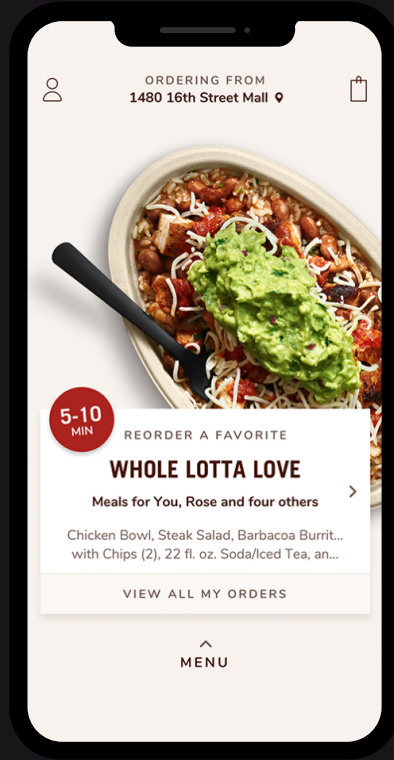 ORDERING FROM
1480 16th Street Mall
5-10
MIN
REORDER A FAVORITE
WHOLE LOTTA LOVE
Meals for You, Rose and four others
Chicken Bowl, Steak Salad, Barbacoa Burrit...
with Chips (2), 22 fl. oz. Soda/Iced Tea, an...
VIEW ALL MY ORDERS
MENU